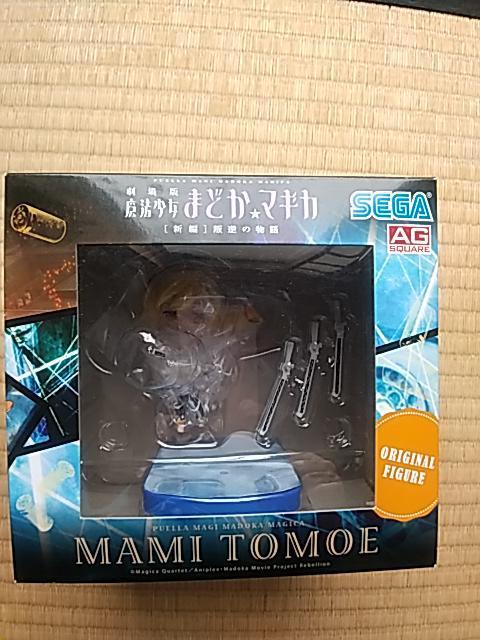 PUELLA MAGI MADOKA MAGICA
劇場版
魔法少女まどか★マギカ
[新編]叛逆の物語
SEGA
AG
SQUARE
ORIGINAL
FIGURE
PUELLA MAGI MADOKA MAGICA
MAMI TOMOE
©Magica Quartet/Aniplex・Madoka Movie Project Rebellion